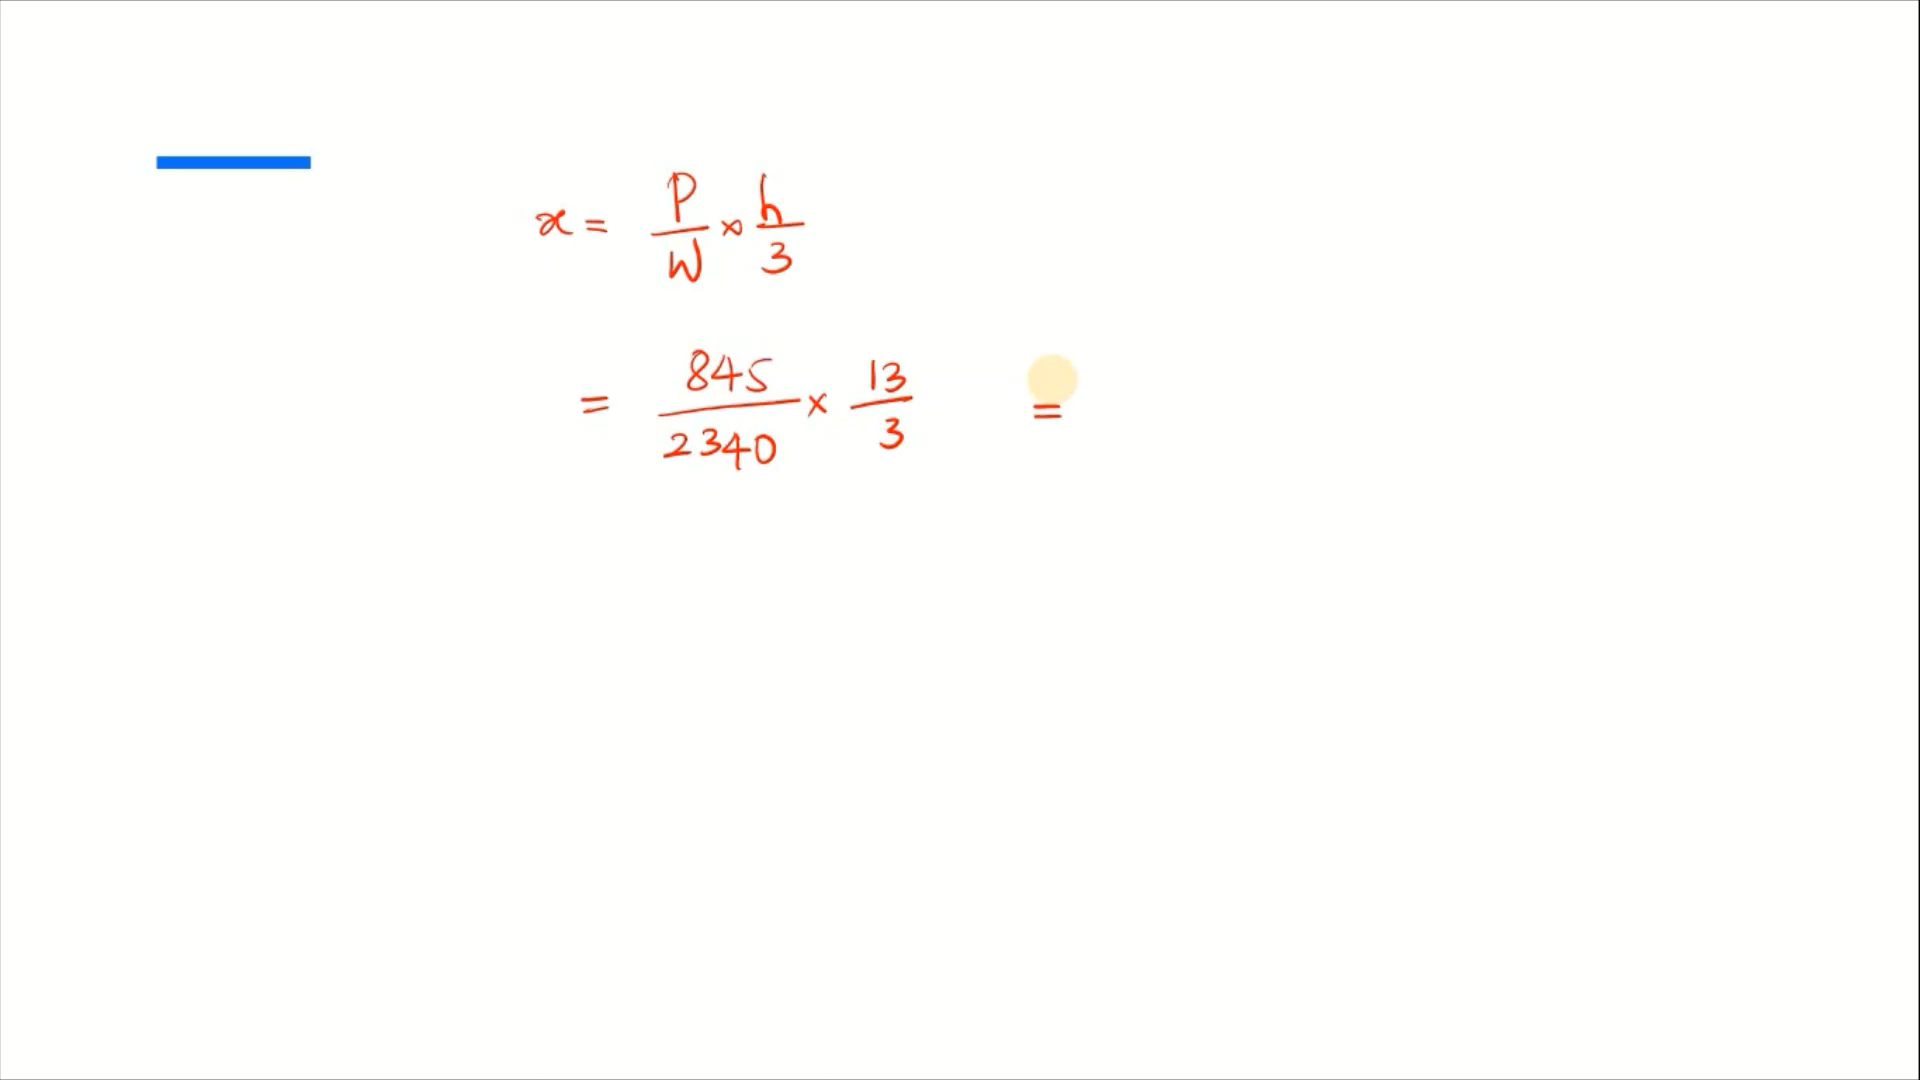 x = P/W × h/3
= 845/2340 × 13/3 =